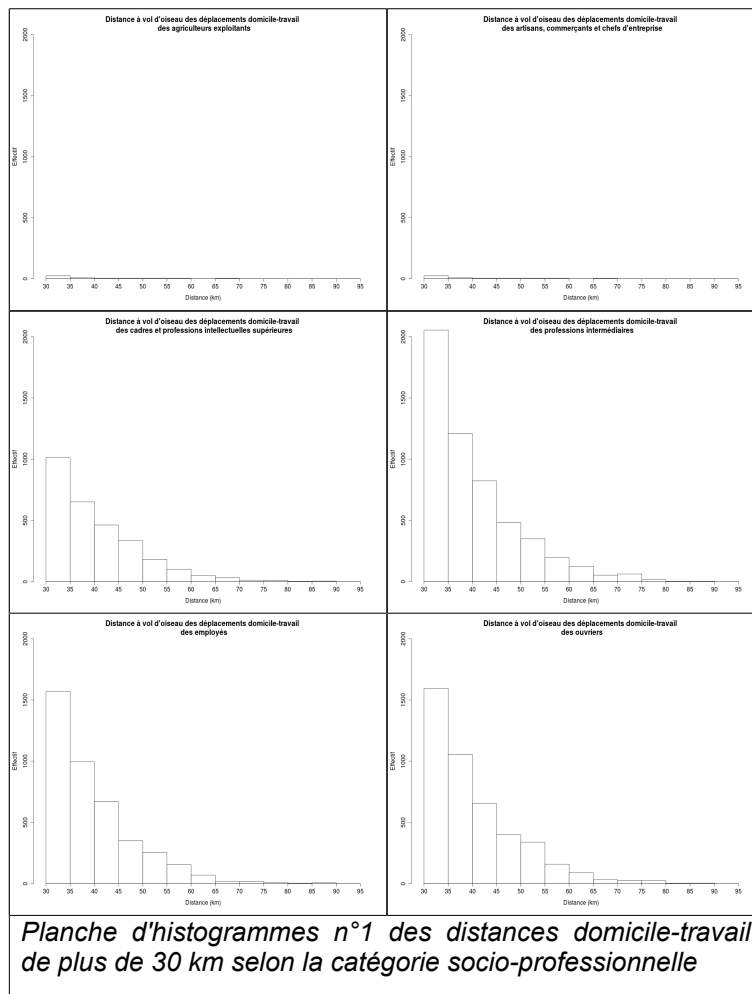 Distance à vol d'oiseau des déplacements domicile-travail
des agriculteurs exploitants
Effectif
0 500 1000 1500 2000
30 35 40 45 50 55 60 65 70 75 80 85 90 95
Distance (km)
Distance à vol d'oiseau des déplacements domicile-travail
des artisans, commerçants et chefs d'entreprise
Effectif
0 500 1000 1500 2000
30 35 40 45 50 55 60 65 70 75 80 85 90 95
Distance (km)
Distance à vol d'oiseau des déplacements domicile-travail
des cadres et professions intellectuelles supérieures
Effectif
0 500 1000 1500 2000
30 35 40 45 50 55 60 65 70 75 80 85 90 95
Distance (km)
Distance à vol d'oiseau des déplacements domicile-travail
des professions intermédiaires
Effectif
0 500 1000 1500 2000
30 35 40 45 50 55 60 65 70 75 80 85 90 95
Distance (km)
Distance à vol d'oiseau des déplacements domicile-travail
des employés
Effectif
0 500 1000 1500 2000
30 35 40 45 50 55 60 65 70 75 80 85 90 95
Distance (km)
Distance à vol d'oiseau des déplacements domicile-travail
des ouvriers
Effectif
0 500 1000 1500 2000
30 35 40 45 50 55 60 65 70 75 80 85 90 95
Distance (km)
Planche d'histogrammes n°1 des distances domicile-travail
de plus de 30 km selon la catégorie socio-professionnelle